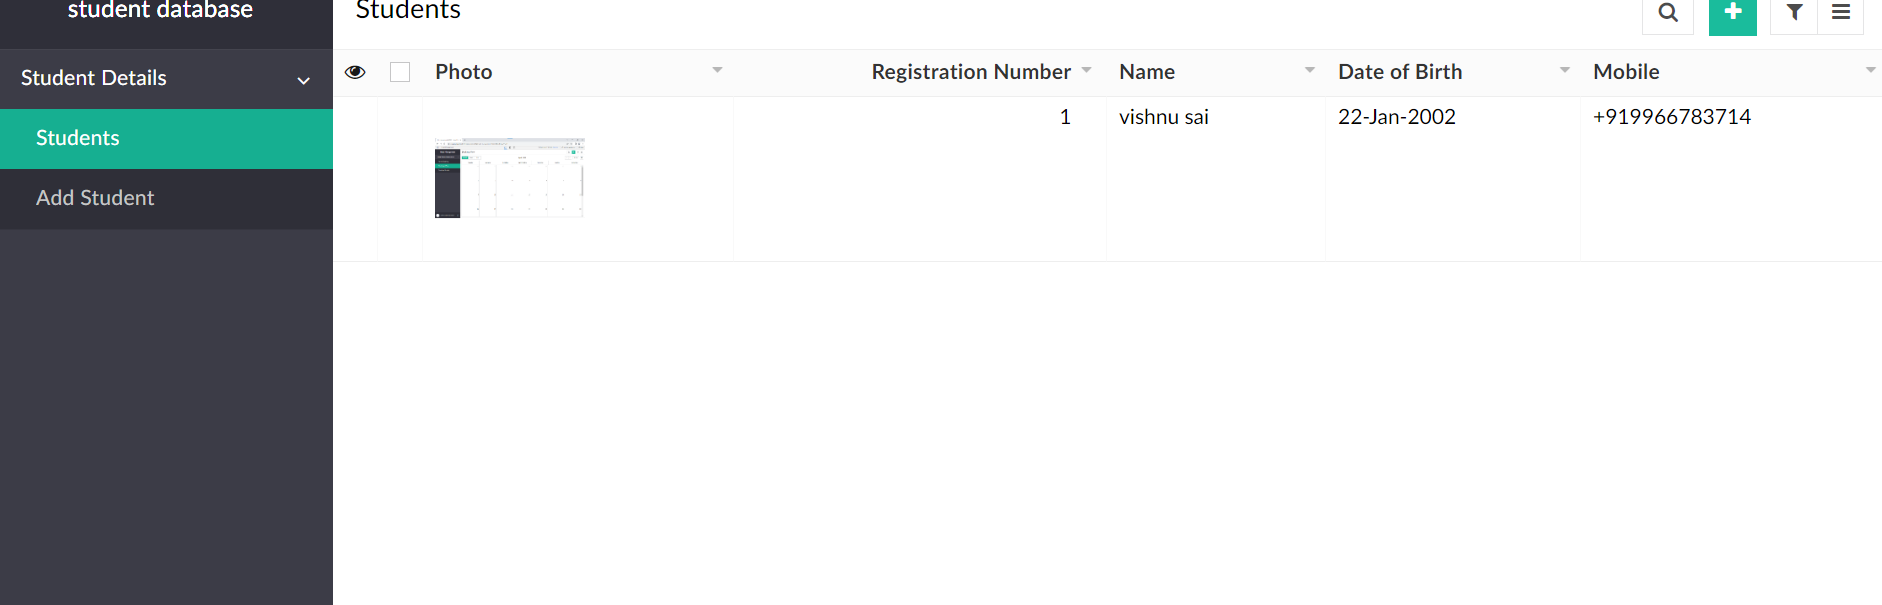 student database
Students
Student Details
Students
Add Student
Photo Registration Number Name Date of Birth Mobile
1 vishnu sai 22-Jan-2002 +919966783714